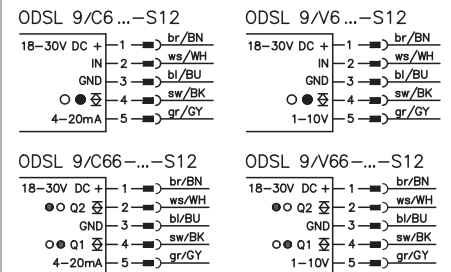 ODSL 9/C6 ...-S12
18-30V DC + 1 br/BN
IN 2 ws/WH
GND 3 bl/BU
4 sw/BK
4-20mA 5 gr/GY
ODSL 9/V6 ...-S12
18-30V DC + 1 br/BN
IN 2 ws/WH
GND 3 bl/BU
4 sw/BK
1-10V 5 gr/GY
ODSL 9/C66-...-S12
18-30V DC + 1 br/BN
Q2 2 ws/WH
GND 3 bl/BU
Q1 4 sw/BK
4-20mA 5 gr/GY
ODSL 9/V66-...-S12
18-30V DC + 1 br/BN
Q2 2 ws/WH
GND 3 bl/BU
Q1 4 sw/BK
1-10V 5 gr/GY